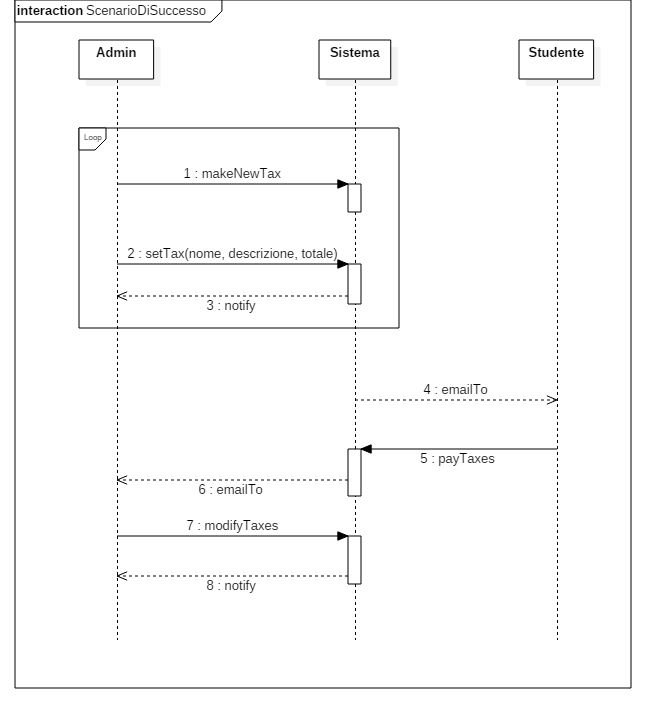 interaction ScenarioDiSuccesso
Admin
Sistema
Studente
Loop
1 : makeNewTax
2 : setTax(nome, descrizione, totale)
3 : notify
4 : emailTo
5 : payTaxes
6 : emailTo
7 : modifyTaxes
8 : notify